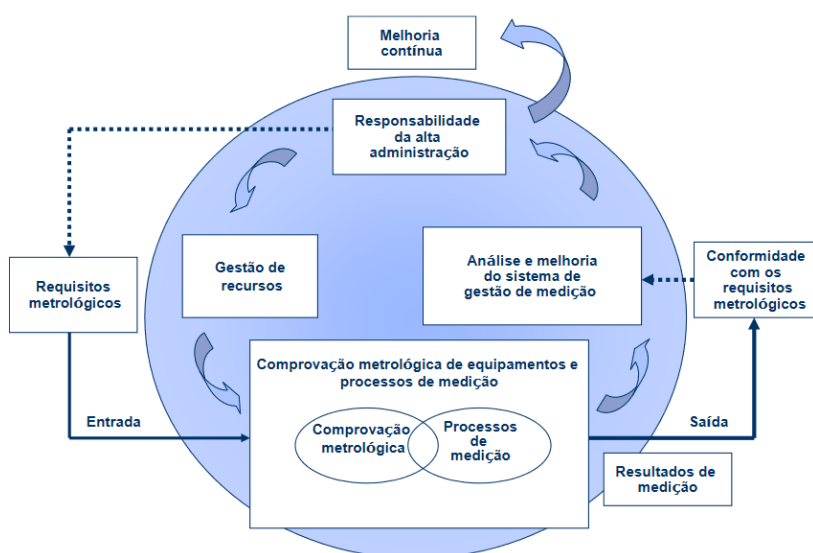 Melhoria
contínua
Responsabilidade
da alta
administração
Requisitos
metrológicos
Gestão de
recursos
Análise e melhoria
do sistema de
gestão de medição
Conformidade
com os
requisitos
metrológicos
Comprovação metrológica de equipamentos e
processos de medição
Comprovação
metrológica
Processos
de
medição
Entrada
Saída
Resultados de
medição